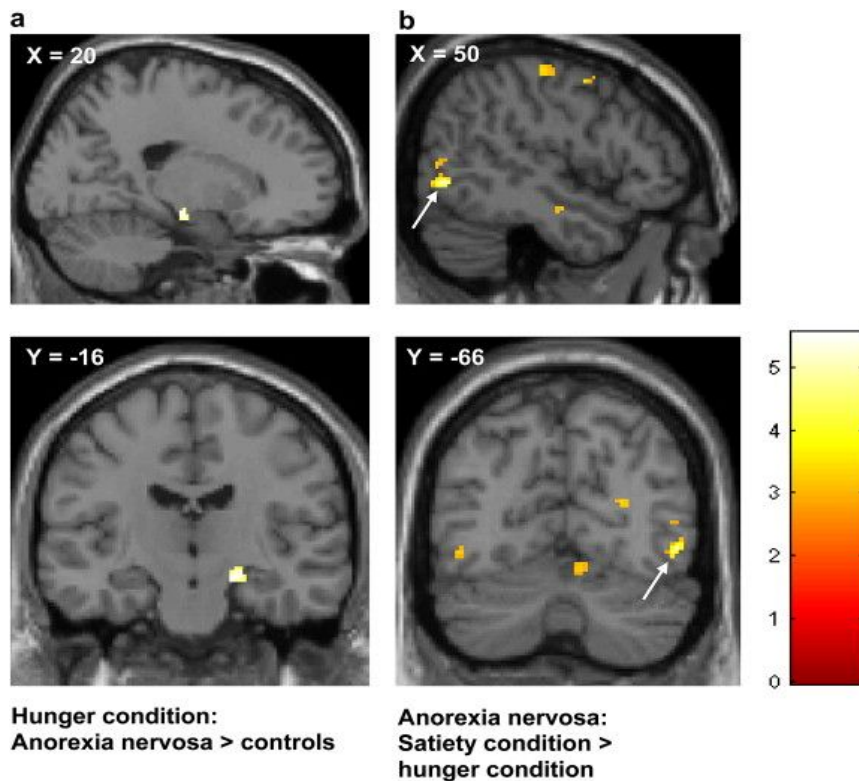 a
b
X = 20
X = 50
Y = -16
Y = -66
5
4
3
2
1
0
Hunger condition:
Anorexia nervosa > controls
Anorexia nervosa:
Satiety condition >
hunger condition